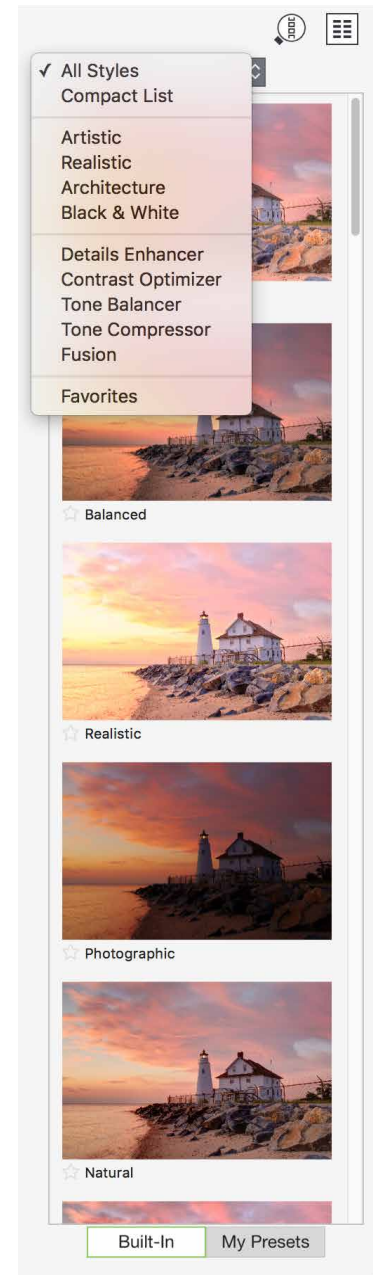 ✓ All Styles
Compact List
Artistic
Realistic
Architecture
Black & White
Details Enhancer
Contrast Optimizer
Tone Balancer
Tone Compressor
Fusion
Favorites
Balanced
Realistic
Photographic
Natural
Built-In
My Presets